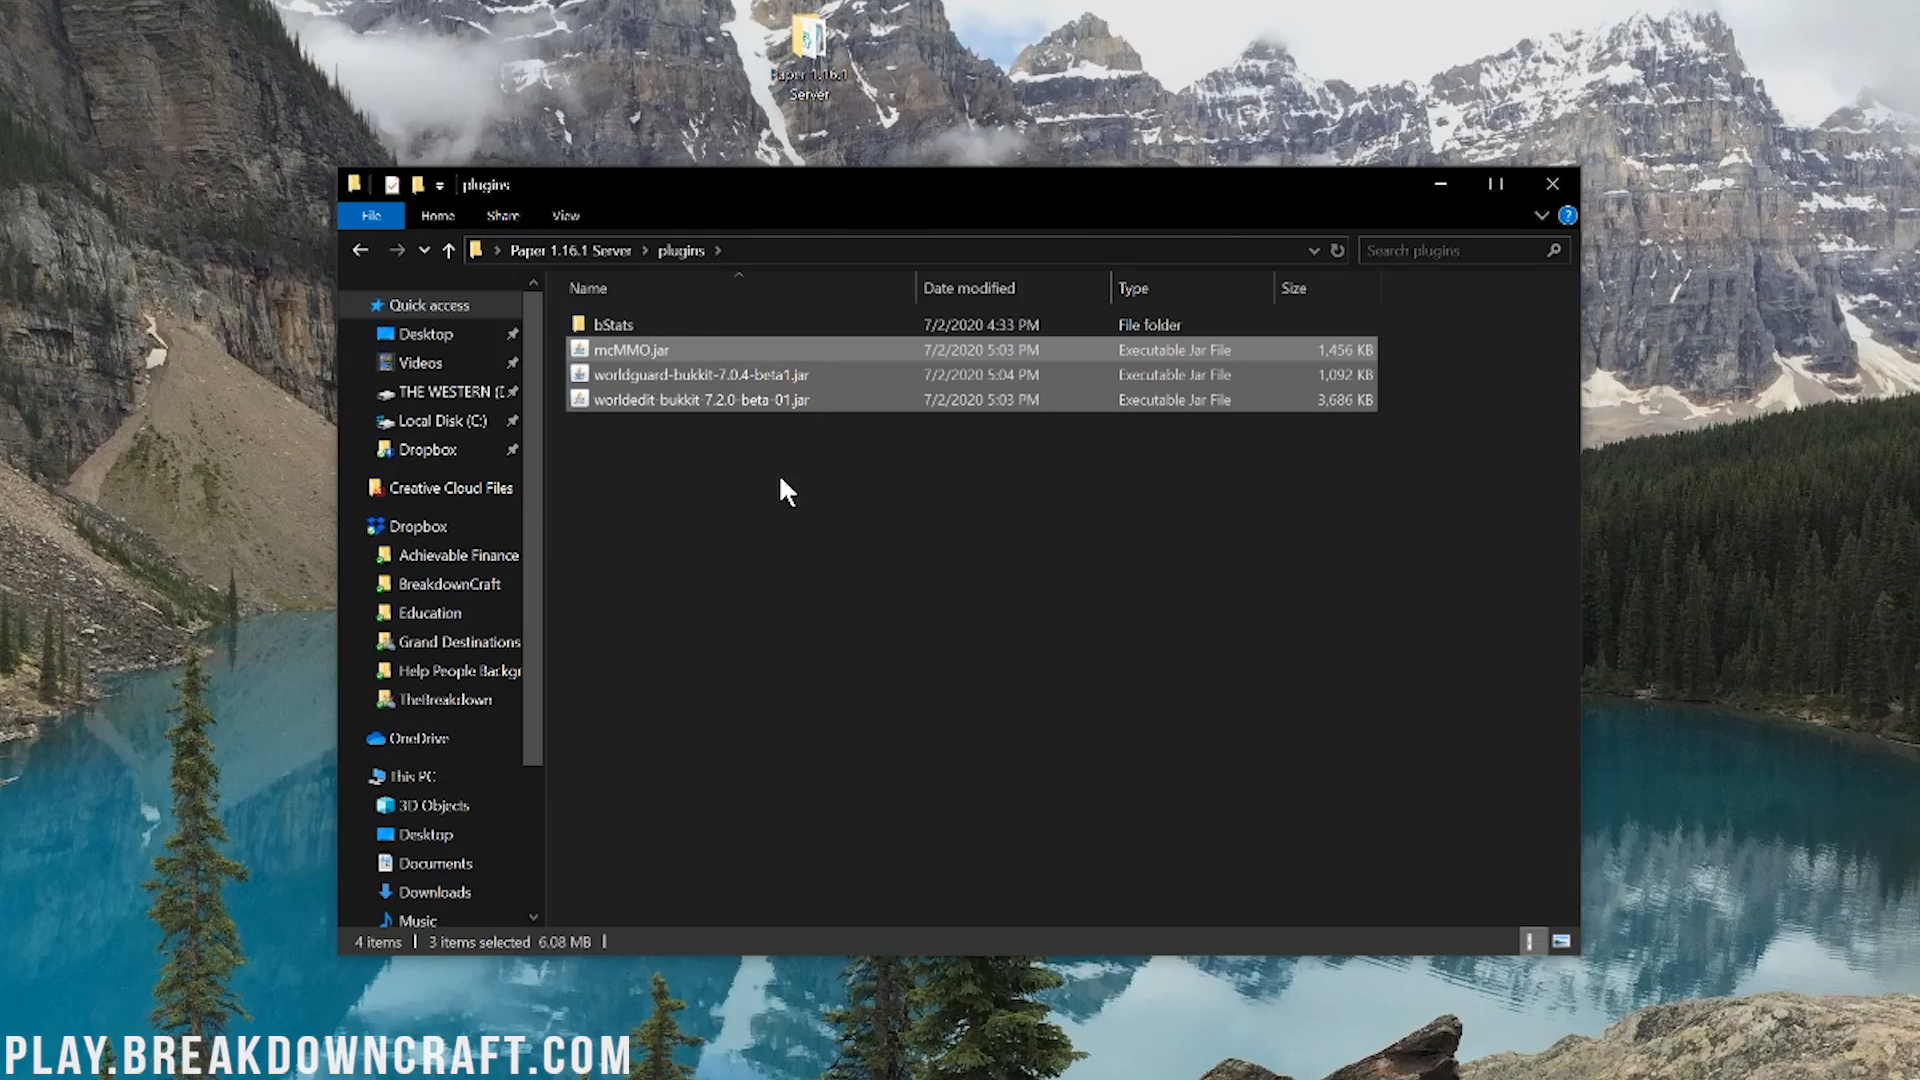 Paper 1.16.1
Server
plugins
File Home Share View
Paper 1.16.1 Server plugins
Search plugins
Name Date modified Type Size
Quick access
Desktop
Videos
THE WESTERN (D
Local Disk (C:)
Dropbox
Creative Cloud Files
Dropbox
Achievable Finance
BreakdownCraft
Education
Grand Destinations
Help People Backgr
TheBreakdown
OneDrive
This PC
3D Objects
Desktop
Documents
Downloads
Music
bStats 7/2/2020 4:33 PM File folder
mcMMO.jar 7/2/2020 5:03 PM Executable Jar File 1,456 KB
worldguard-bukkit-7.0.4-beta1.jar 7/2/2020 5:04 PM Executable Jar File 1,092 KB
worldedit-bukkit-7.2.0-beta-01.jar 7/2/2020 5:03 PM Executable Jar File 3,686 KB
4 items 3 items selected 6.08 MB
PLAY.BREAKDOWNCRAFT.COM